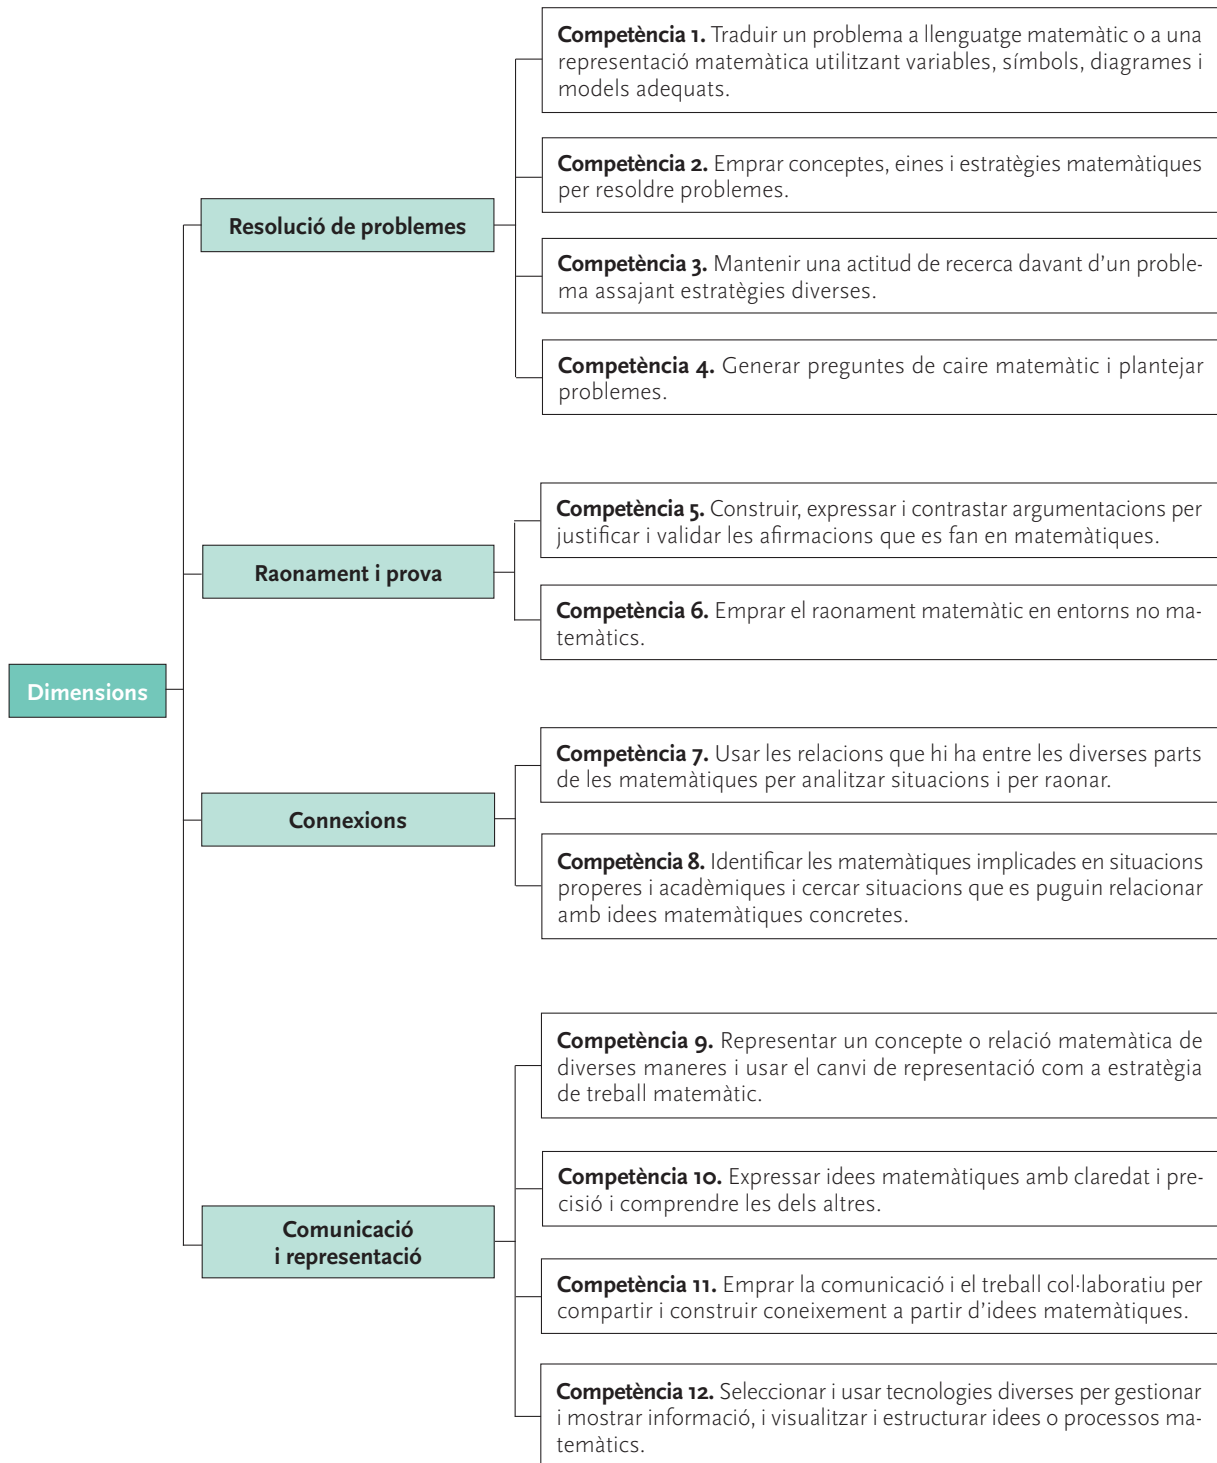 Competència 1. Traduir un problema a llenguatge matemàtic o a una
representació matemàtica utilitzant variables, símbols, diagrames i
models adequats.
Competència 2. Emprar conceptes, eines i estratègies matemàtiques
per resoldre problemes.
Resolució de problemes
Competència 3. Mantenir una actitud de recerca davant d’un proble-
ma assajant estratègies diverses.
Competència 4. Generar preguntes de caire matemàtic i plantejar
problemes.
Competència 5. Construir, expressar i contrastar argumentacions per
justificar i validar les afirmacions que es fan en matemàtiques.
Raonament i prova
Competència 6. Emprar el raonament matemàtic en entorns no ma-
temàtics.
Dimensions
Competència 7. Usar les relacions que hi ha entre les diverses parts
de les matemàtiques per analitzar situacions i per raonar.
Connexions
Competència 8. Identificar les matemàtiques implicades en situacions
properes i acadèmiques i cercar situacions que es puguin relacionar
amb idees matemàtiques concretes.
Competència 9. Representar un concepte o relació matemàtica de
diverses maneres i usar el canvi de representació com a estratègia
de treball matemàtic.
Competència 10. Expressar idees matemàtiques amb claredat i pre-
cisió i comprendre les dels altres.
Comunicació
i representació
Competència 11. Emprar la comunicació i el treball col·laboratiu per
compartir i construir coneixement a partir d’idees matemàtiques.
Competència 12. Seleccionar i usar tecnologies diverses per gestionar
i mostrar informació, i visualitzar i estructurar idees o processos ma-
temàtics.